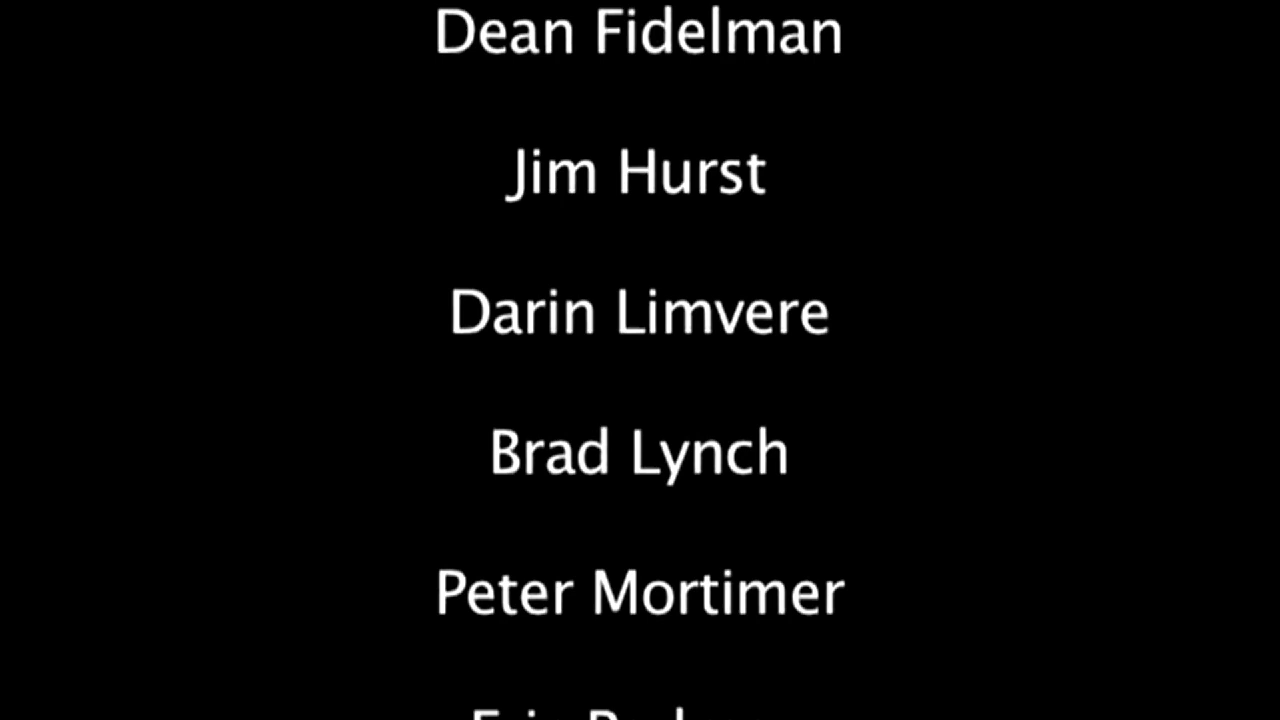 Dean Fidelman
Jim Hurst
Darin Limvere
Brad Lynch
Peter Mortimer